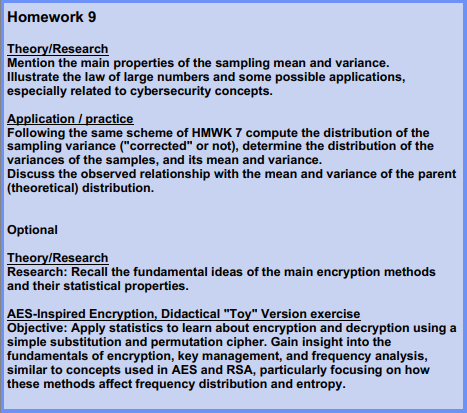 Homework 9
Theory/Research
Mention the main properties of the sampling mean and variance.
Illustrate the law of large numbers and some possible applications,
especially related to cybersecurity concepts.
Application / practice
Following the same scheme of HMWK 7 compute the distribution of the
sampling variance ("corrected" or not), determine the distribution of the
variances of the samples, and its mean and variance.
Discuss the observed relationship with the mean and variance of the parent
(theoretical) distribution.
Optional
Theory/Research
Research: Recall the fundamental ideas of the main encryption methods
and their statistical properties.
AES-Inspired Encryption, Didactical "Toy" Version exercise
Objective: Apply statistics to learn about encryption and decryption using a
simple substitution and permutation cipher. Gain insight into the
fundamentals of encryption, key management, and frequency analysis,
similar to concepts used in AES and RSA, particularly focusing on how
these methods affect frequency distribution and entropy.